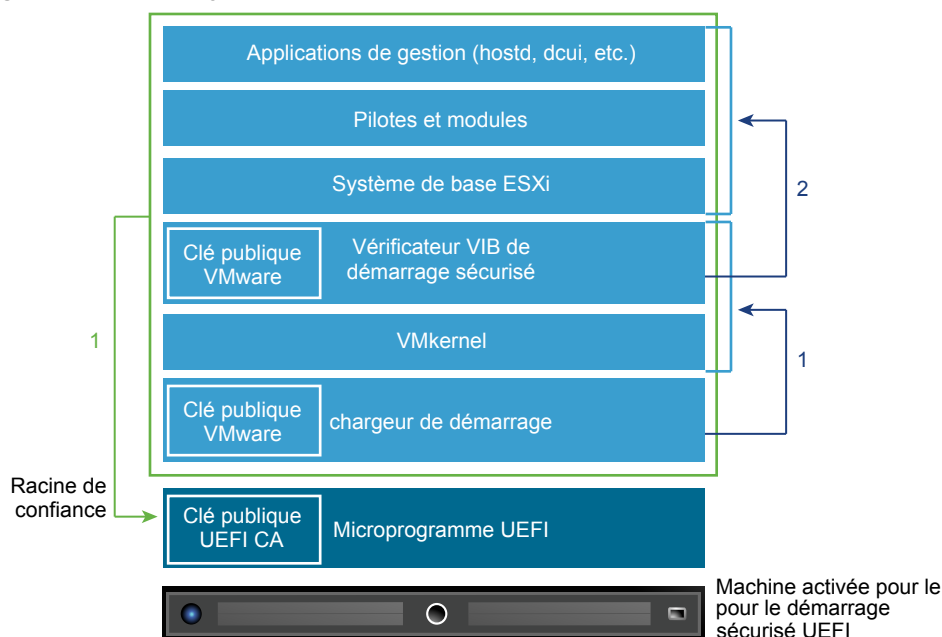 Applications de gestion (hostd, dcui, etc.)
Pilotes et modules
2
Système de base ESXi
Clé publique
VMware
Vérificateur VIB de
démarrage sécurisé
1
VMkernel
1
Clé publique
VMware
chargeur de démarrage
Racine de
confiance
Clé publique
UEFI CA
Microprogramme UEFI
Machine activée pour le
pour le démarrage
sécurisé UEFI